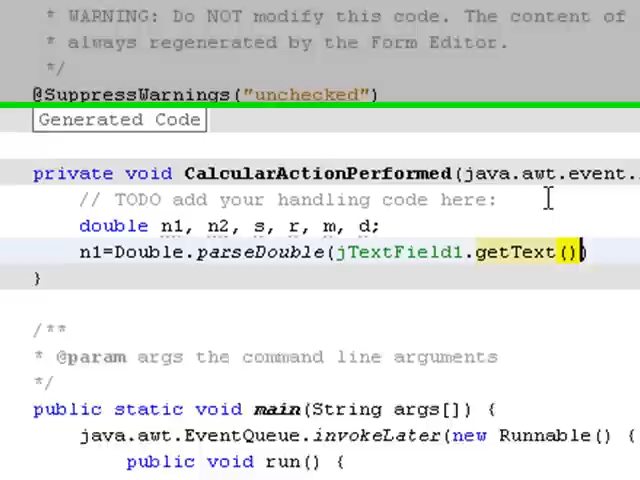 * WARNING: Do NOT modify this code. The content of
* always regenerated by the Form Editor.
*/
@SuppressWarnings("unchecked")
Generated Code
private void CalcularActionPerformed(java.awt.event.
// TODO add your handling code here:
double n1, n2, s, r, m, d;
n1=Double.parseDouble(jTextField1.getText())
}
/**
* @param args the command line arguments
*/
public static void main(String args[]) {
java.awt.EventQueue.invokeLater(new Runnable() {
public void run() {